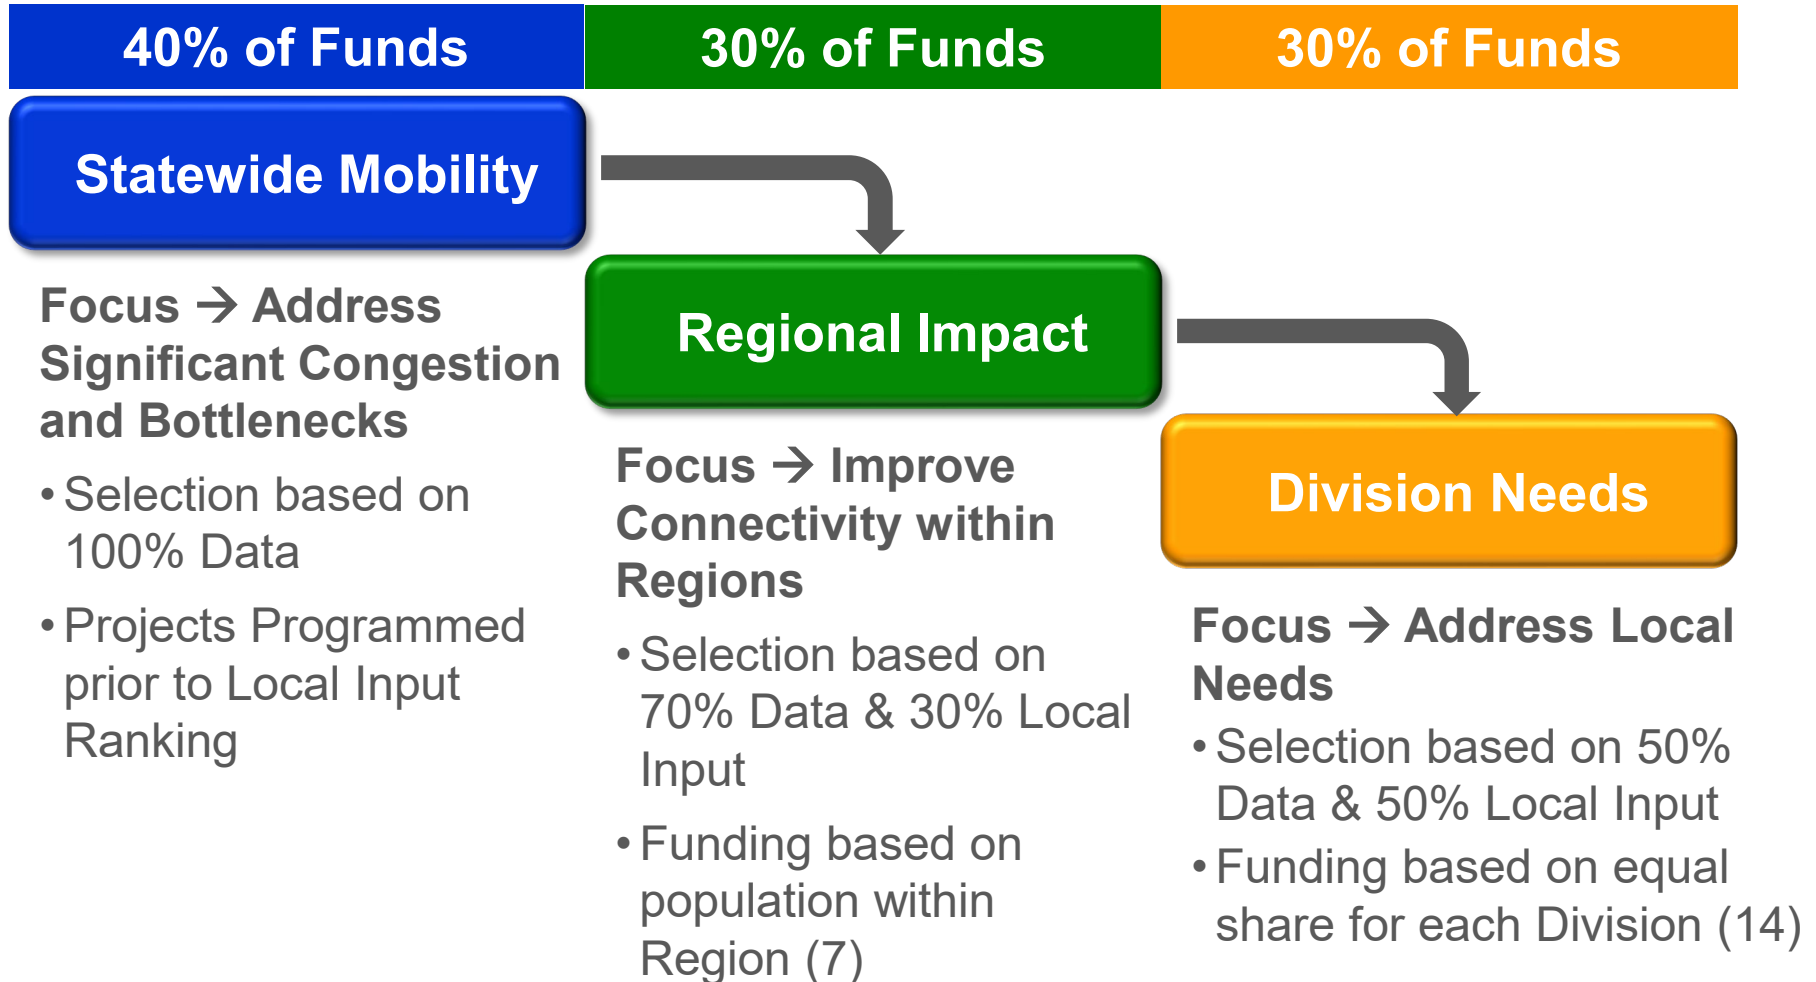 40% of Funds
30% of Funds
30% of Funds
Statewide Mobility
Focus → Address
Significant Congestion
and Bottlenecks
• Selection based on
100% Data
• Projects Programmed
prior to Local Input
Ranking
Regional Impact
Focus → Improve
Connectivity within
Regions
• Selection based on
70% Data & 30% Local
Input
• Funding based on
population within
Region (7)
Division Needs
Focus → Address Local
Needs
• Selection based on 50%
Data & 50% Local Input
• Funding based on equal
share for each Division (14)